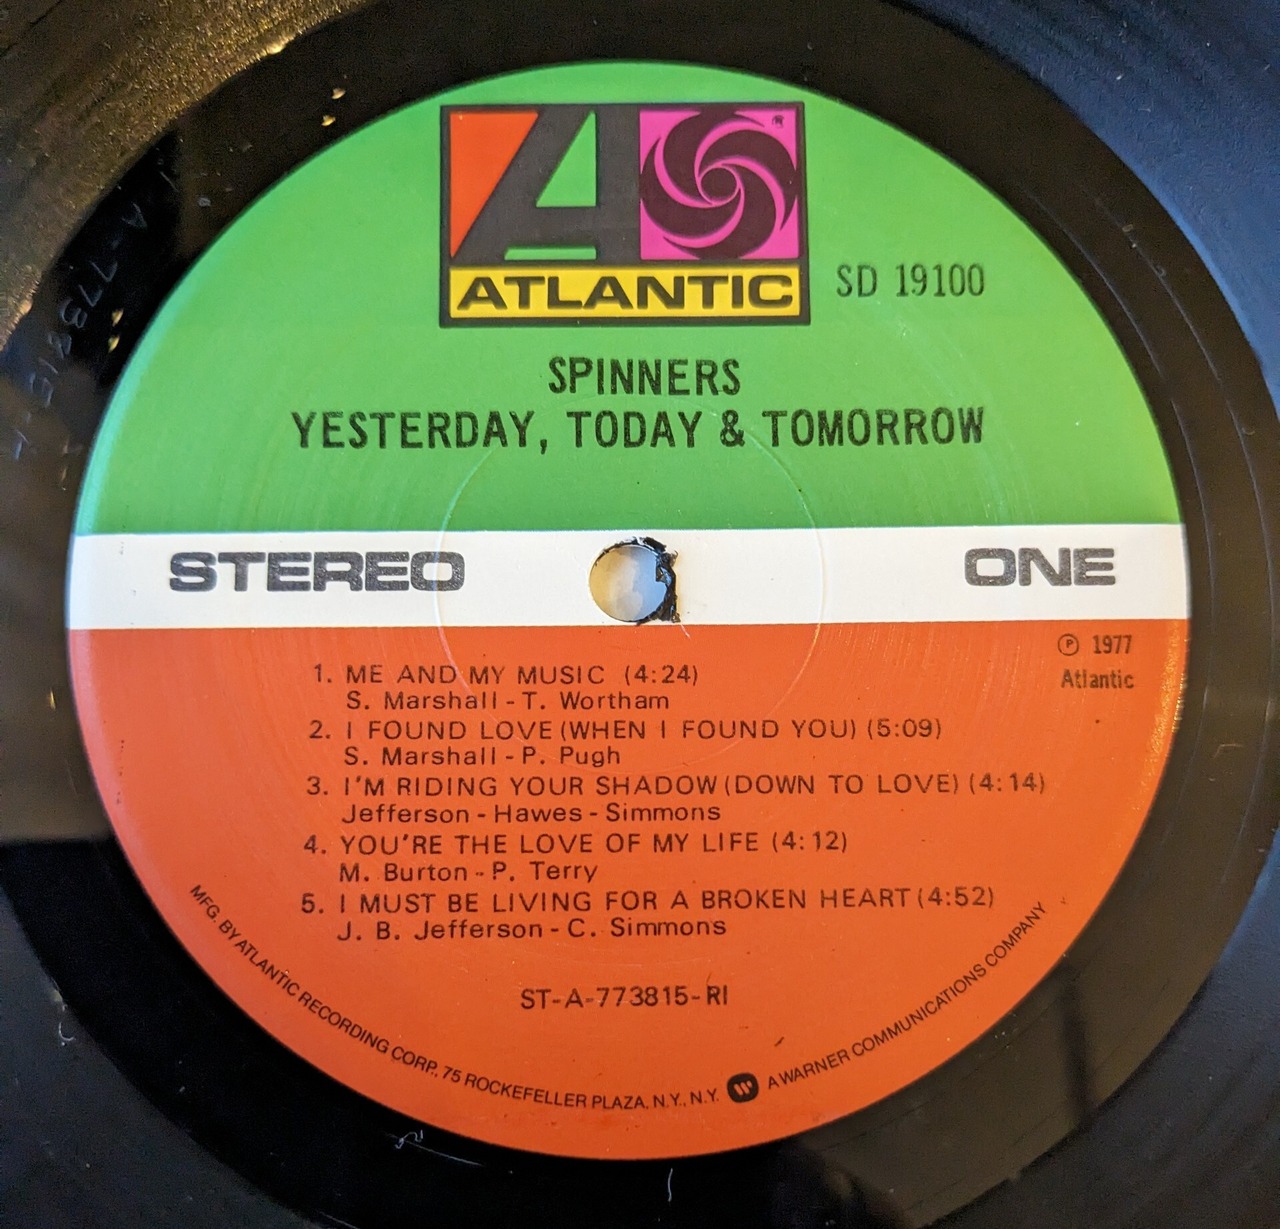 ATLANTIC
SD 19100
SPINNERS
YESTERDAY, TODAY & TOMORROW
STEREO
ONE
Ⓟ 1977
Atlantic
1. ME AND MY MUSIC (4:24)
S. Marshall - T. Wortham
2. I FOUND LOVE (WHEN I FOUND YOU) (5:09)
S. Marshall - P. Pugh
3. I'M RIDING YOUR SHADOW (DOWN TO LOVE) (4:14)
Jefferson - Hawes - Simmons
4. YOU'RE THE LOVE OF MY LIFE (4:12)
M. Burton - P. Terry
5. I MUST BE LIVING FOR A BROKEN HEART (4:52)
J. B. Jefferson - C. Simmons
ST-A-773815-RI
MFG. BY ATLANTIC RECORDING CORP., 75 ROCKEFELLER PLAZA, N.Y., N.Y. A WARNER COMMUNICATIONS COMPANY